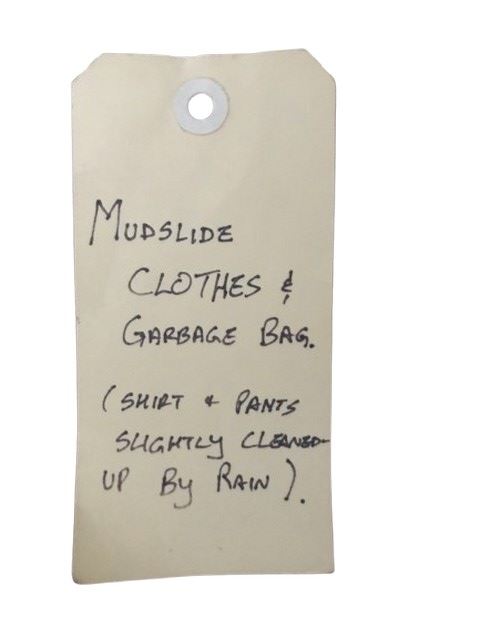 MUDSLIDE
CLOTHES &
GARBAGE BAG.
(SHIRT + PANTS
SLIGHTLY CLEANED-
UP By RAIN).